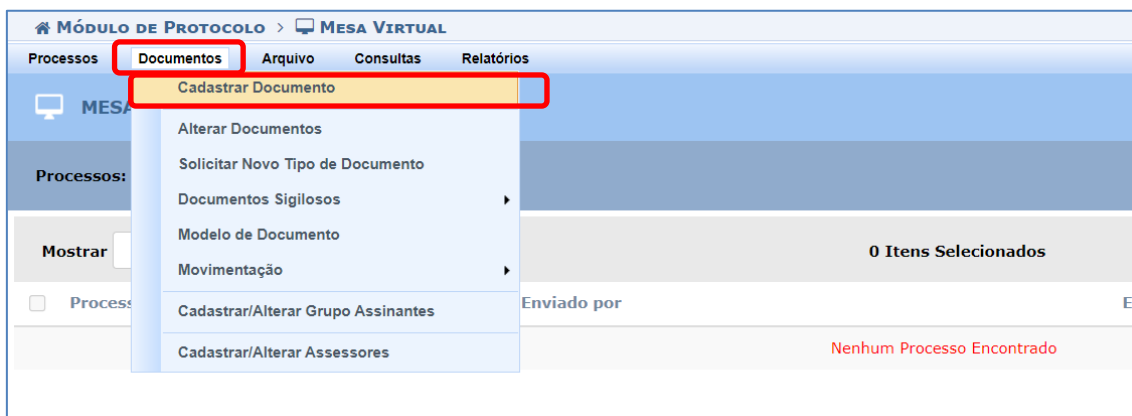 MÓDULO DE PROTOCOLO > MESA VIRTUAL
Processos Documentos Arquivo Consultas Relatórios
Cadastrar Documento
MESA
Alterar Documentos
Solicitar Novo Tipo de Documento
Processos:
Documentos Sigilosos
Modelo de Documento
Mostrar 0 Itens Selecionados
Movimentação
Process Enviado por E
Cadastrar/Alterar Grupo Assinantes
Cadastrar/Alterar Assessores
Nenhum Processo Encontrado